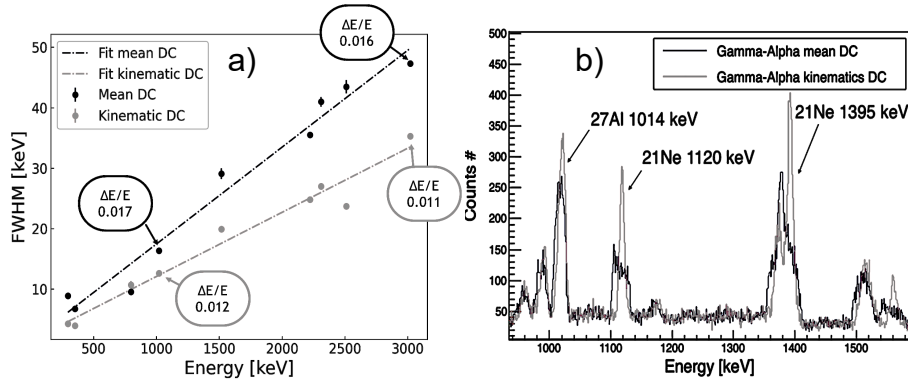 a)
Fit mean DC
Fit kinematic DC
Mean DC
Kinematic DC
ΔE/E
0.016
ΔE/E
0.017
ΔE/E
0.011
ΔE/E
0.012
FWHM [keV]
50
40
30
20
10
500
1000
1500
2000
2500
3000
Energy [keV]
b)
Gamma-Alpha mean DC
Gamma-Alpha kinematics DC
27Al 1014 keV
21Ne 1120 keV
21Ne 1395 keV
Counts #
500
450
400
350
300
250
200
150
100
50
1000
1100
1200
1300
1400
1500
Energy [keV]